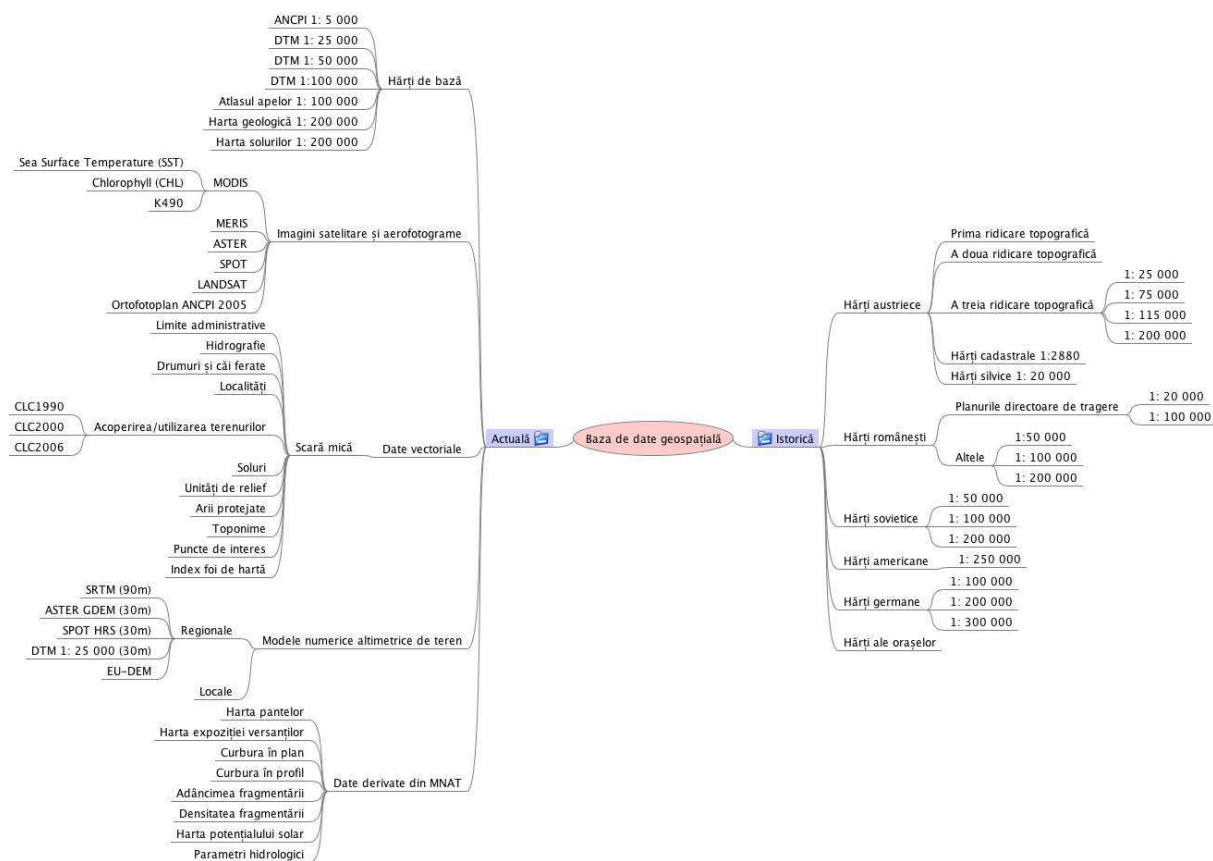 ANCPI 1: 5 000
DTM 1: 25 000
DTM 1: 50 000
DTM 1:100 000
Atlasul apelor 1: 100 000
Harta geologică 1: 200 000
Harta solurilor 1: 200 000
Hărți de bază
Sea Surface Temperature (SST)
Chlorophyll (CHL)
K490
MODIS
MERIS
ASTER
SPOT
LANDSAT
Ortofotoplan ANCPI 2005
Imagini satelitare și aerofotograme
Limite administrative
Hidrografie
Drumuri și căi ferate
Localități
CLC1990
CLC2000
CLC2006
Acoperirea/utilizarea terenurilor
Soluri
Unități de relief
Arii protejate
Toponime
Puncte de interes
Index foi de hartă
Scară mică
Date vectoriale
SRTM (90m)
ASTER GDEM (30m)
SPOT HRS (30m)
DTM 1: 25 000 (30m)
EU-DEM
Regionale
Locale
Modele numerice altimetrice de teren
Harta pantelor
Harta expoziției versanților
Curbura în plan
Curbura în profil
Adâncimea fragmentării
Densitatea fragmentării
Harta potențialului solar
Parametri hidrologici
Date derivate din MNAT
Actuală
Baza de date geospațială
Istorică
Hărți austriece
Prima ridicare topografică
A doua ridicare topografică
A treia ridicare topografică
1: 25 000
1: 75 000
1: 115 000
1: 200 000
Hărți cadastrale 1:2880
Hărți silvice 1: 20 000
Hărți românești
Planurile directoare de tragere
1: 20 000
1: 100 000
Altele
1:50 000
1: 100 000
1: 200 000
Hărți sovietice
1: 50 000
1: 100 000
1: 200 000
Hărți americane
1: 250 000
Hărți germane
1: 100 000
1: 200 000
1: 300 000
Hărți ale orașelor